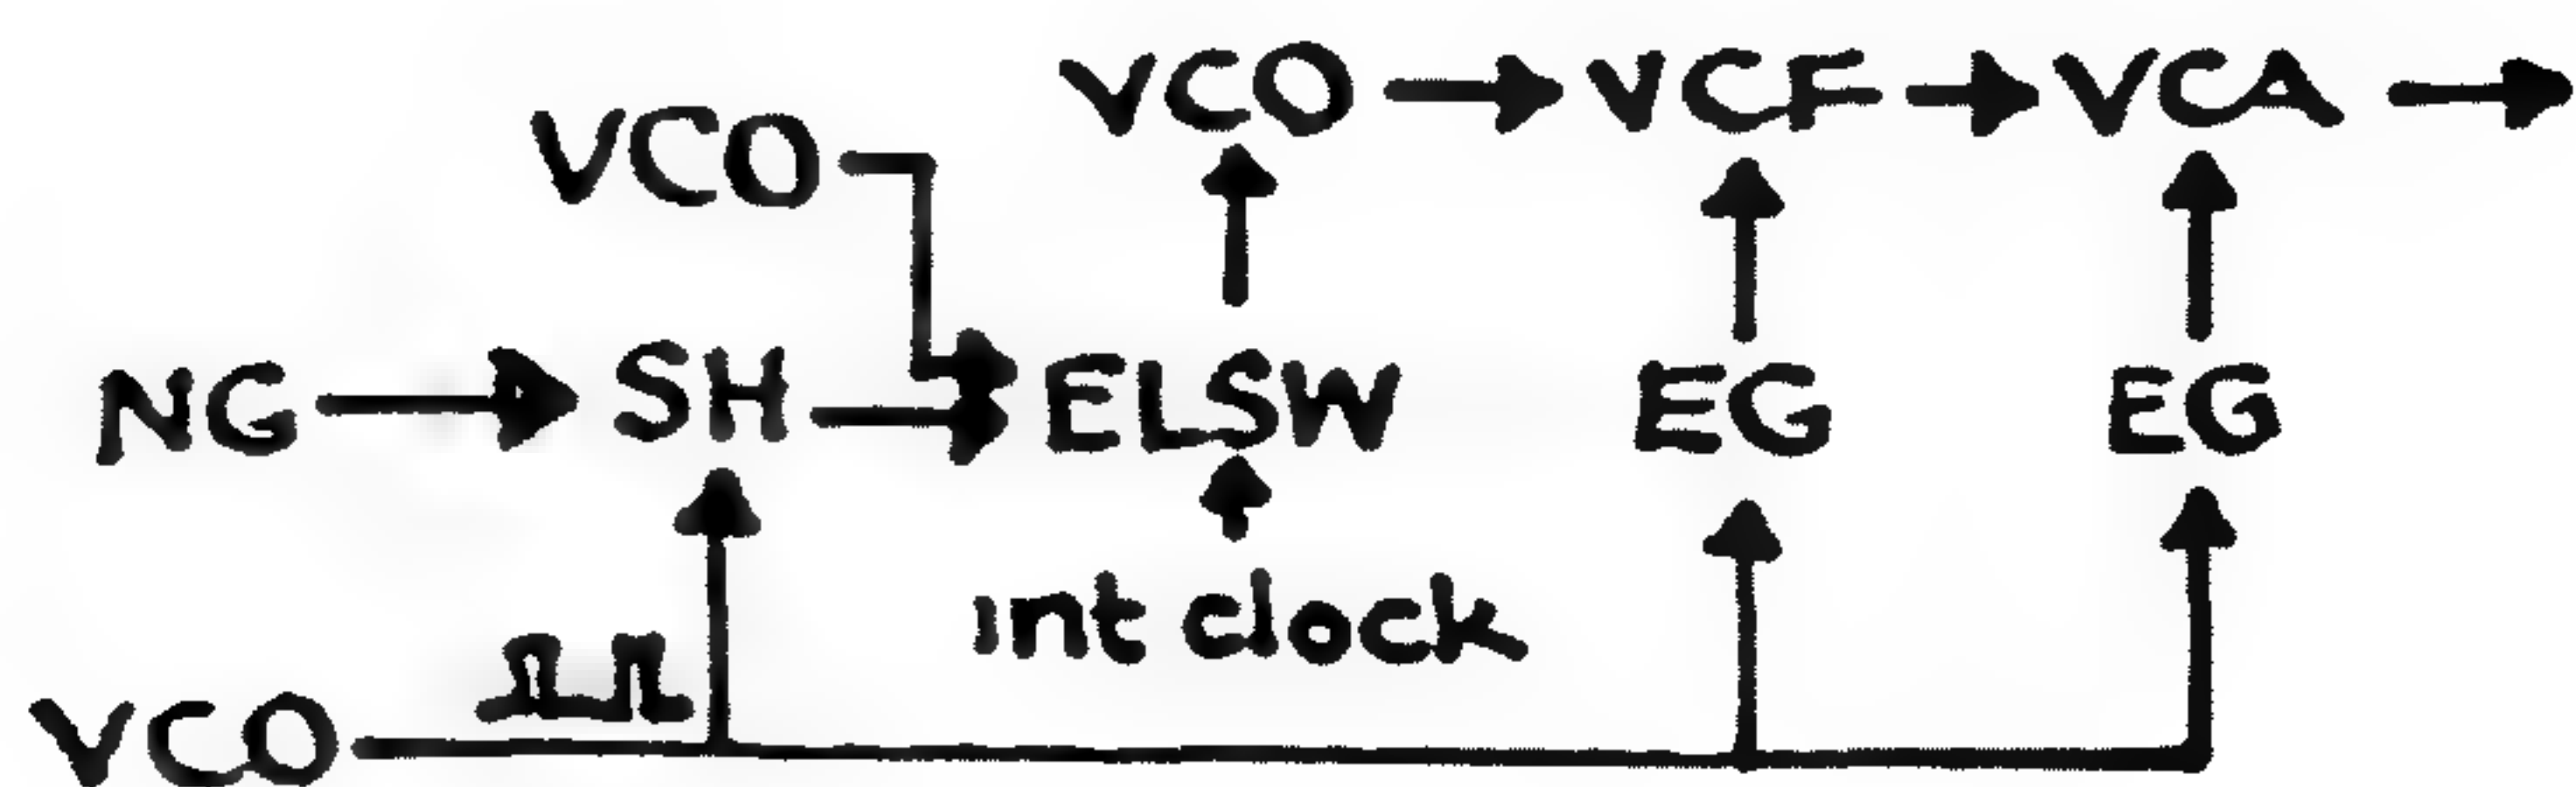 VCO → VCF → VCA →
VCO
NG → SH → ELSW EG EG
int clock
VCO